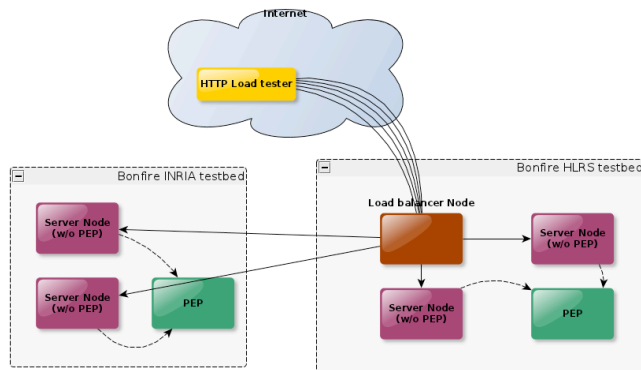 Internet
HTTP Load tester
Bonfire INRIA testbed
Server Node
(w/o PEP)
Server Node
(w/o PEP)
PEP
Bonfire HLRS testbed
Load balancer Node
Server Node
(w/o PEP)
Server Node
(w/o PEP)
PEP